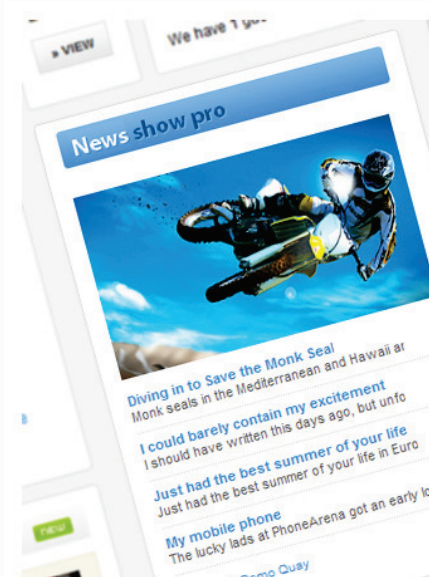 » VIEW
We have 1
News show pro
Diving in to Save the Monk Seal
Monk seals in the Mediterranean and Hawaii ar
I could barely contain my excitement
I should have written this days ago, but unfo
Just had the best summer of your life
Just had the best summer of your life in Euro
My mobile phone
The lucky lads at PhoneArena got an early lo
Quay
new